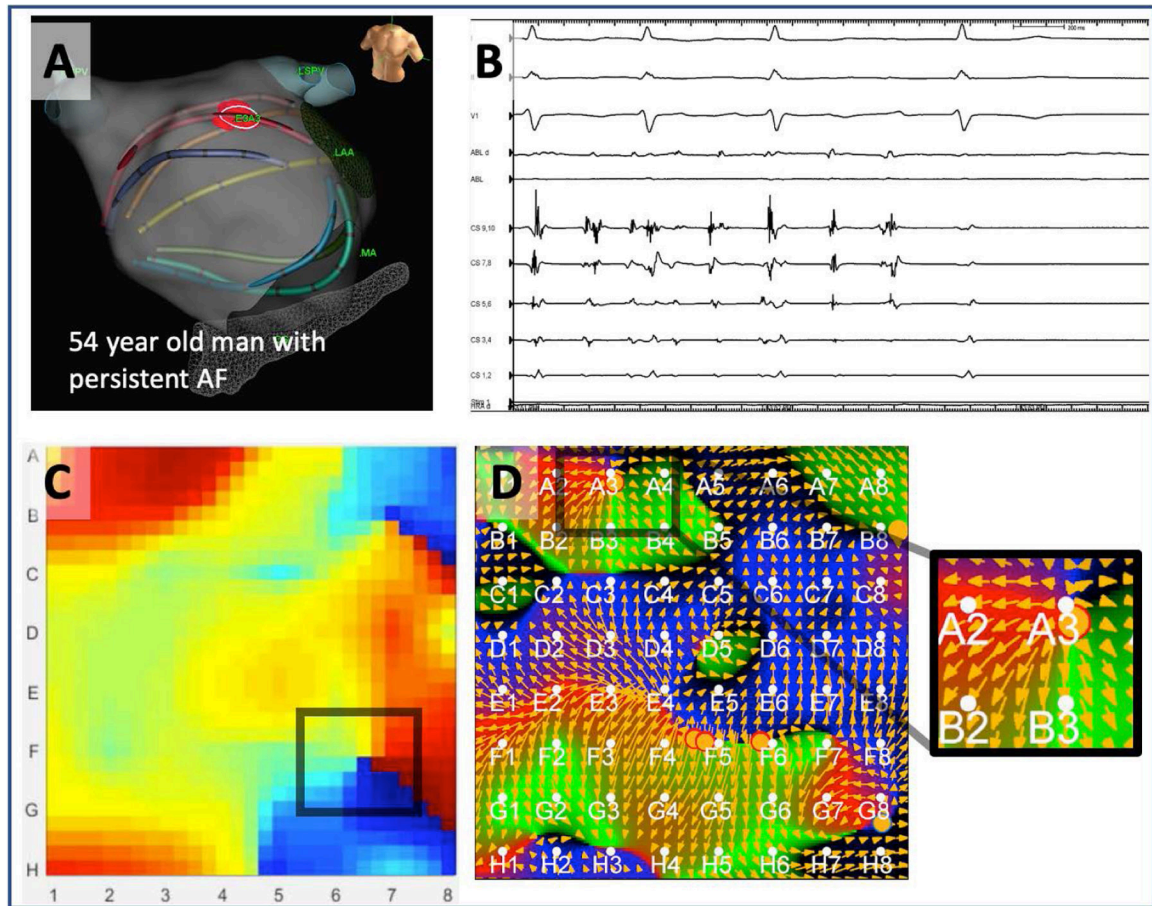 A
PV
LSPV
E3A3
LAA
MA
54 year old man with
persistent AF
B
200 ms
I
II
V1
ABL d
ABL
CS 9,10
CS 7,8
CS 5,6
CS 3,4
CS 1,2
Stim 1
HRA d
C
A
B
C
D
E
F
G
H
1 2 3 4 5 6 7 8
D
A2 A3 A4 A5 A6 A7 A8
B1 B2 B3 B4 B5 B6 B7 B8
C1 C2 C3 C4 C5 C6 C7 C8
D1 D2 D3 D4 D5 D6 D7 D8
E1 E2 E3 E4 E5 E6 E7 E8
F1 F2 F3 F4 F5 F6 F7 F8
G1 G2 G3 G4 G5 G6 G7 G8
H1 H2 H3 H4 H5 H6 H7 H8
A2 A3
B2 B3